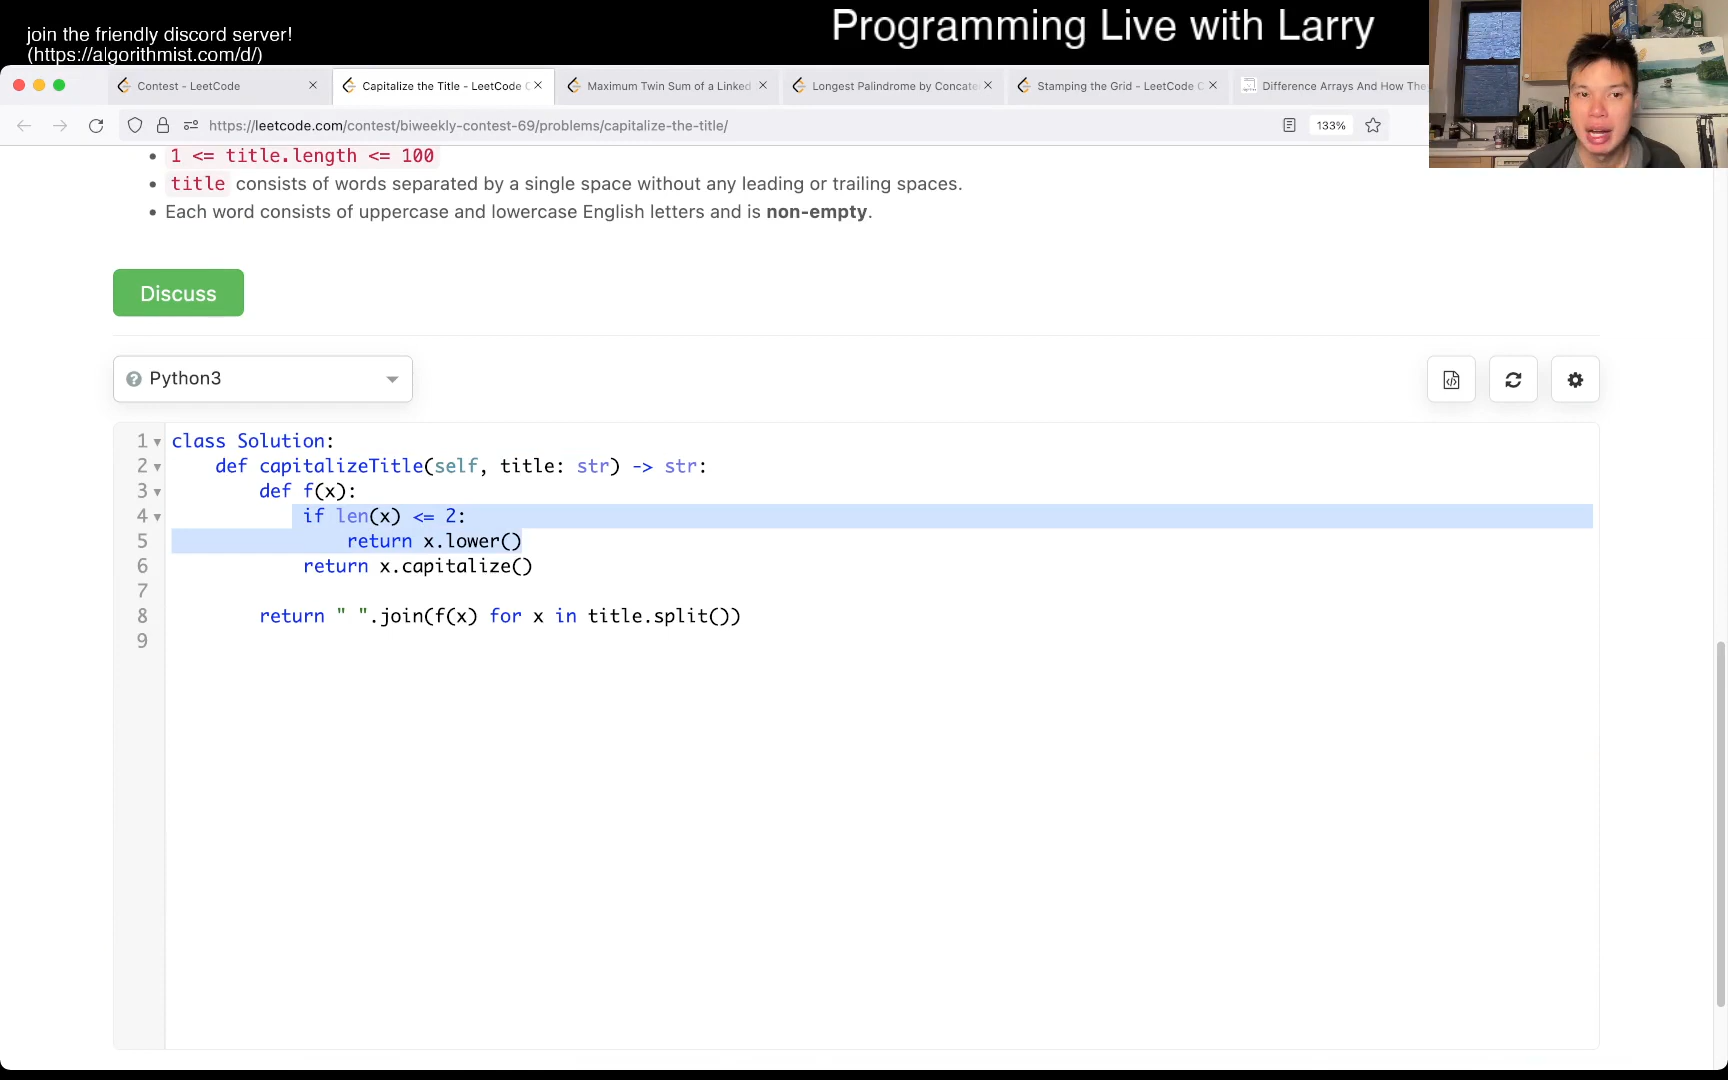 join the friendly discord server!
(https://algorithmist.com/d/)
Programming Live with Larry
Contest - LeetCode
Capitalize the Title - LeetCode C
Maximum Twin Sum of a Linked
Longest Palindrome by Concate
Stamping the Grid - LeetCode C
Difference Arrays And How The
https://leetcode.com/contest/biweekly-contest-69/problems/capitalize-the-title/
133%
• 1 <= title.length <= 100
• title consists of words separated by a single space without any leading or trailing spaces.
• Each word consists of uppercase and lowercase English letters and is non-empty.
Discuss
Python3
1 class Solution:
2 def capitalizeTitle(self, title: str) -> str:
3 def f(x):
4 if len(x) <= 2:
5 return x.lower()
6 return x.capitalize()
7
8 return " ".join(f(x) for x in title.split())
9